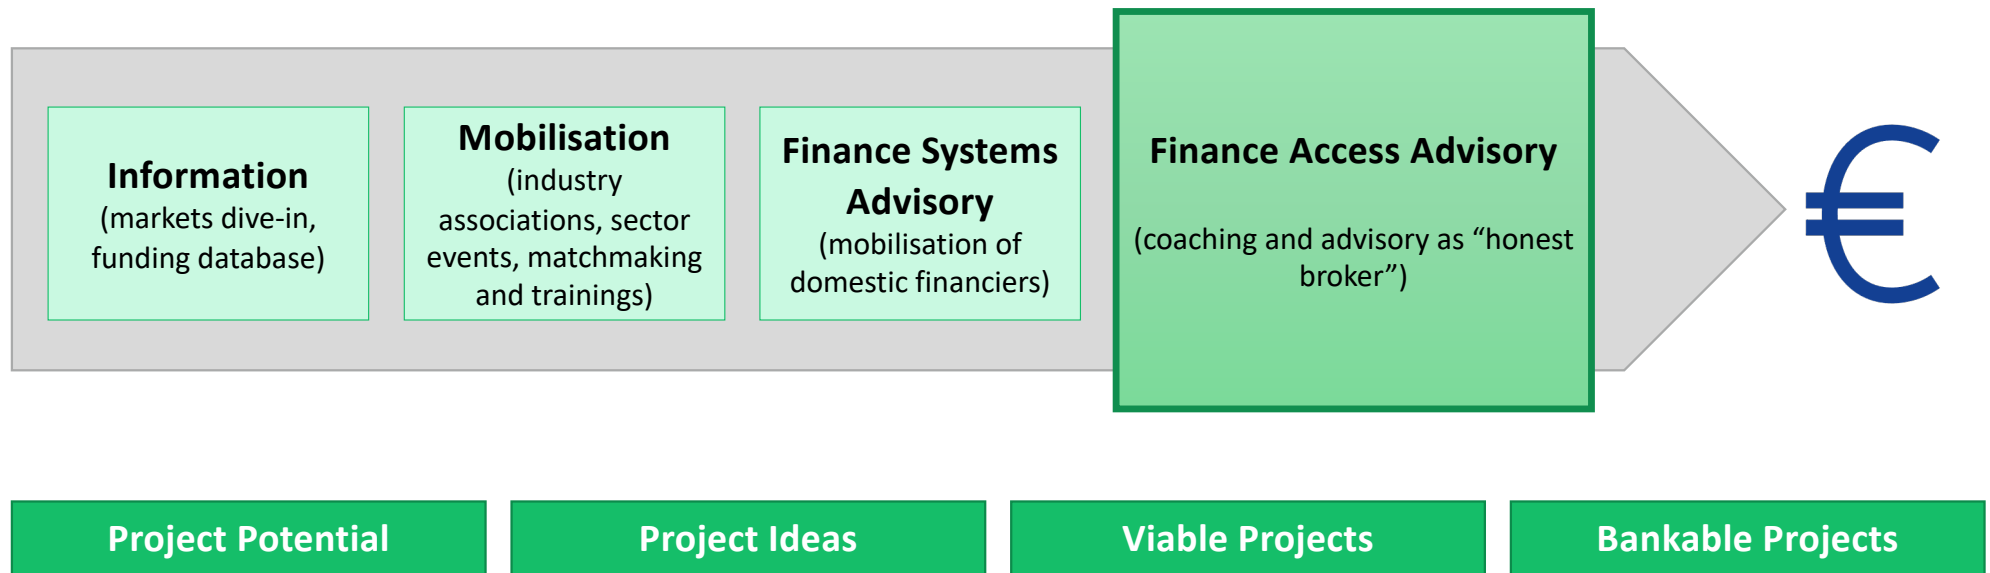 Information
(markets dive-in,
funding database)
Mobilisation
(industry
associations, sector
events, matchmaking
and trainings)
Finance Systems
Advisory
(mobilisation of
domestic financiers)
Finance Access Advisory
(coaching and advisory as “honest
broker”)
€
Project Potential
Project Ideas
Viable Projects
Bankable Projects